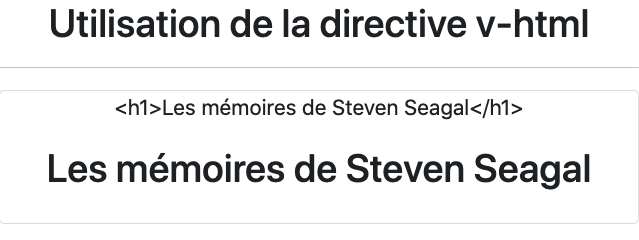 Utilisation de la directive v-html
<h1>Les mémoires de Steven Seagal</h1>
Les mémoires de Steven Seagal